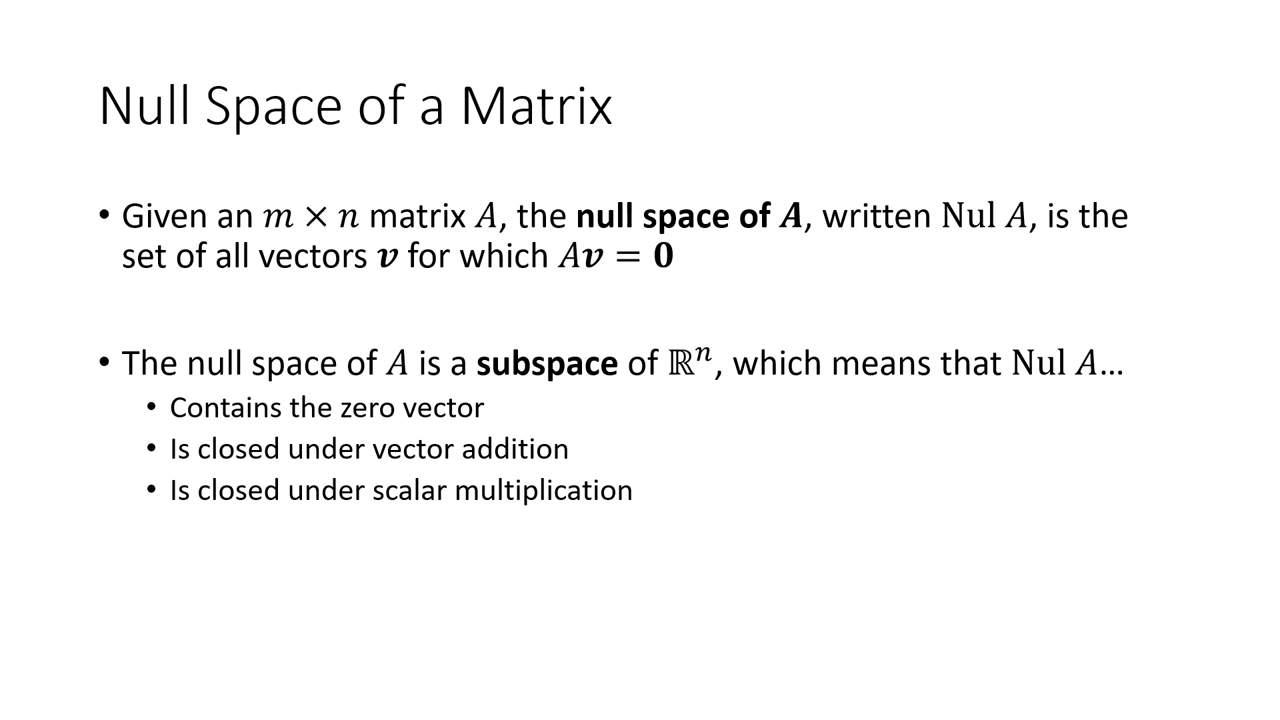 Null Space of a Matrix
• Given an 𝑚 × 𝑛 matrix 𝐴, the null space of 𝑨, written Nul 𝐴, is the
set of all vectors 𝒗 for which 𝐴𝒗 = 𝟎
• The null space of 𝐴 is a subspace of ℝⁿ, which means that Nul 𝐴…
• Contains the zero vector
• Is closed under vector addition
• Is closed under scalar multiplication